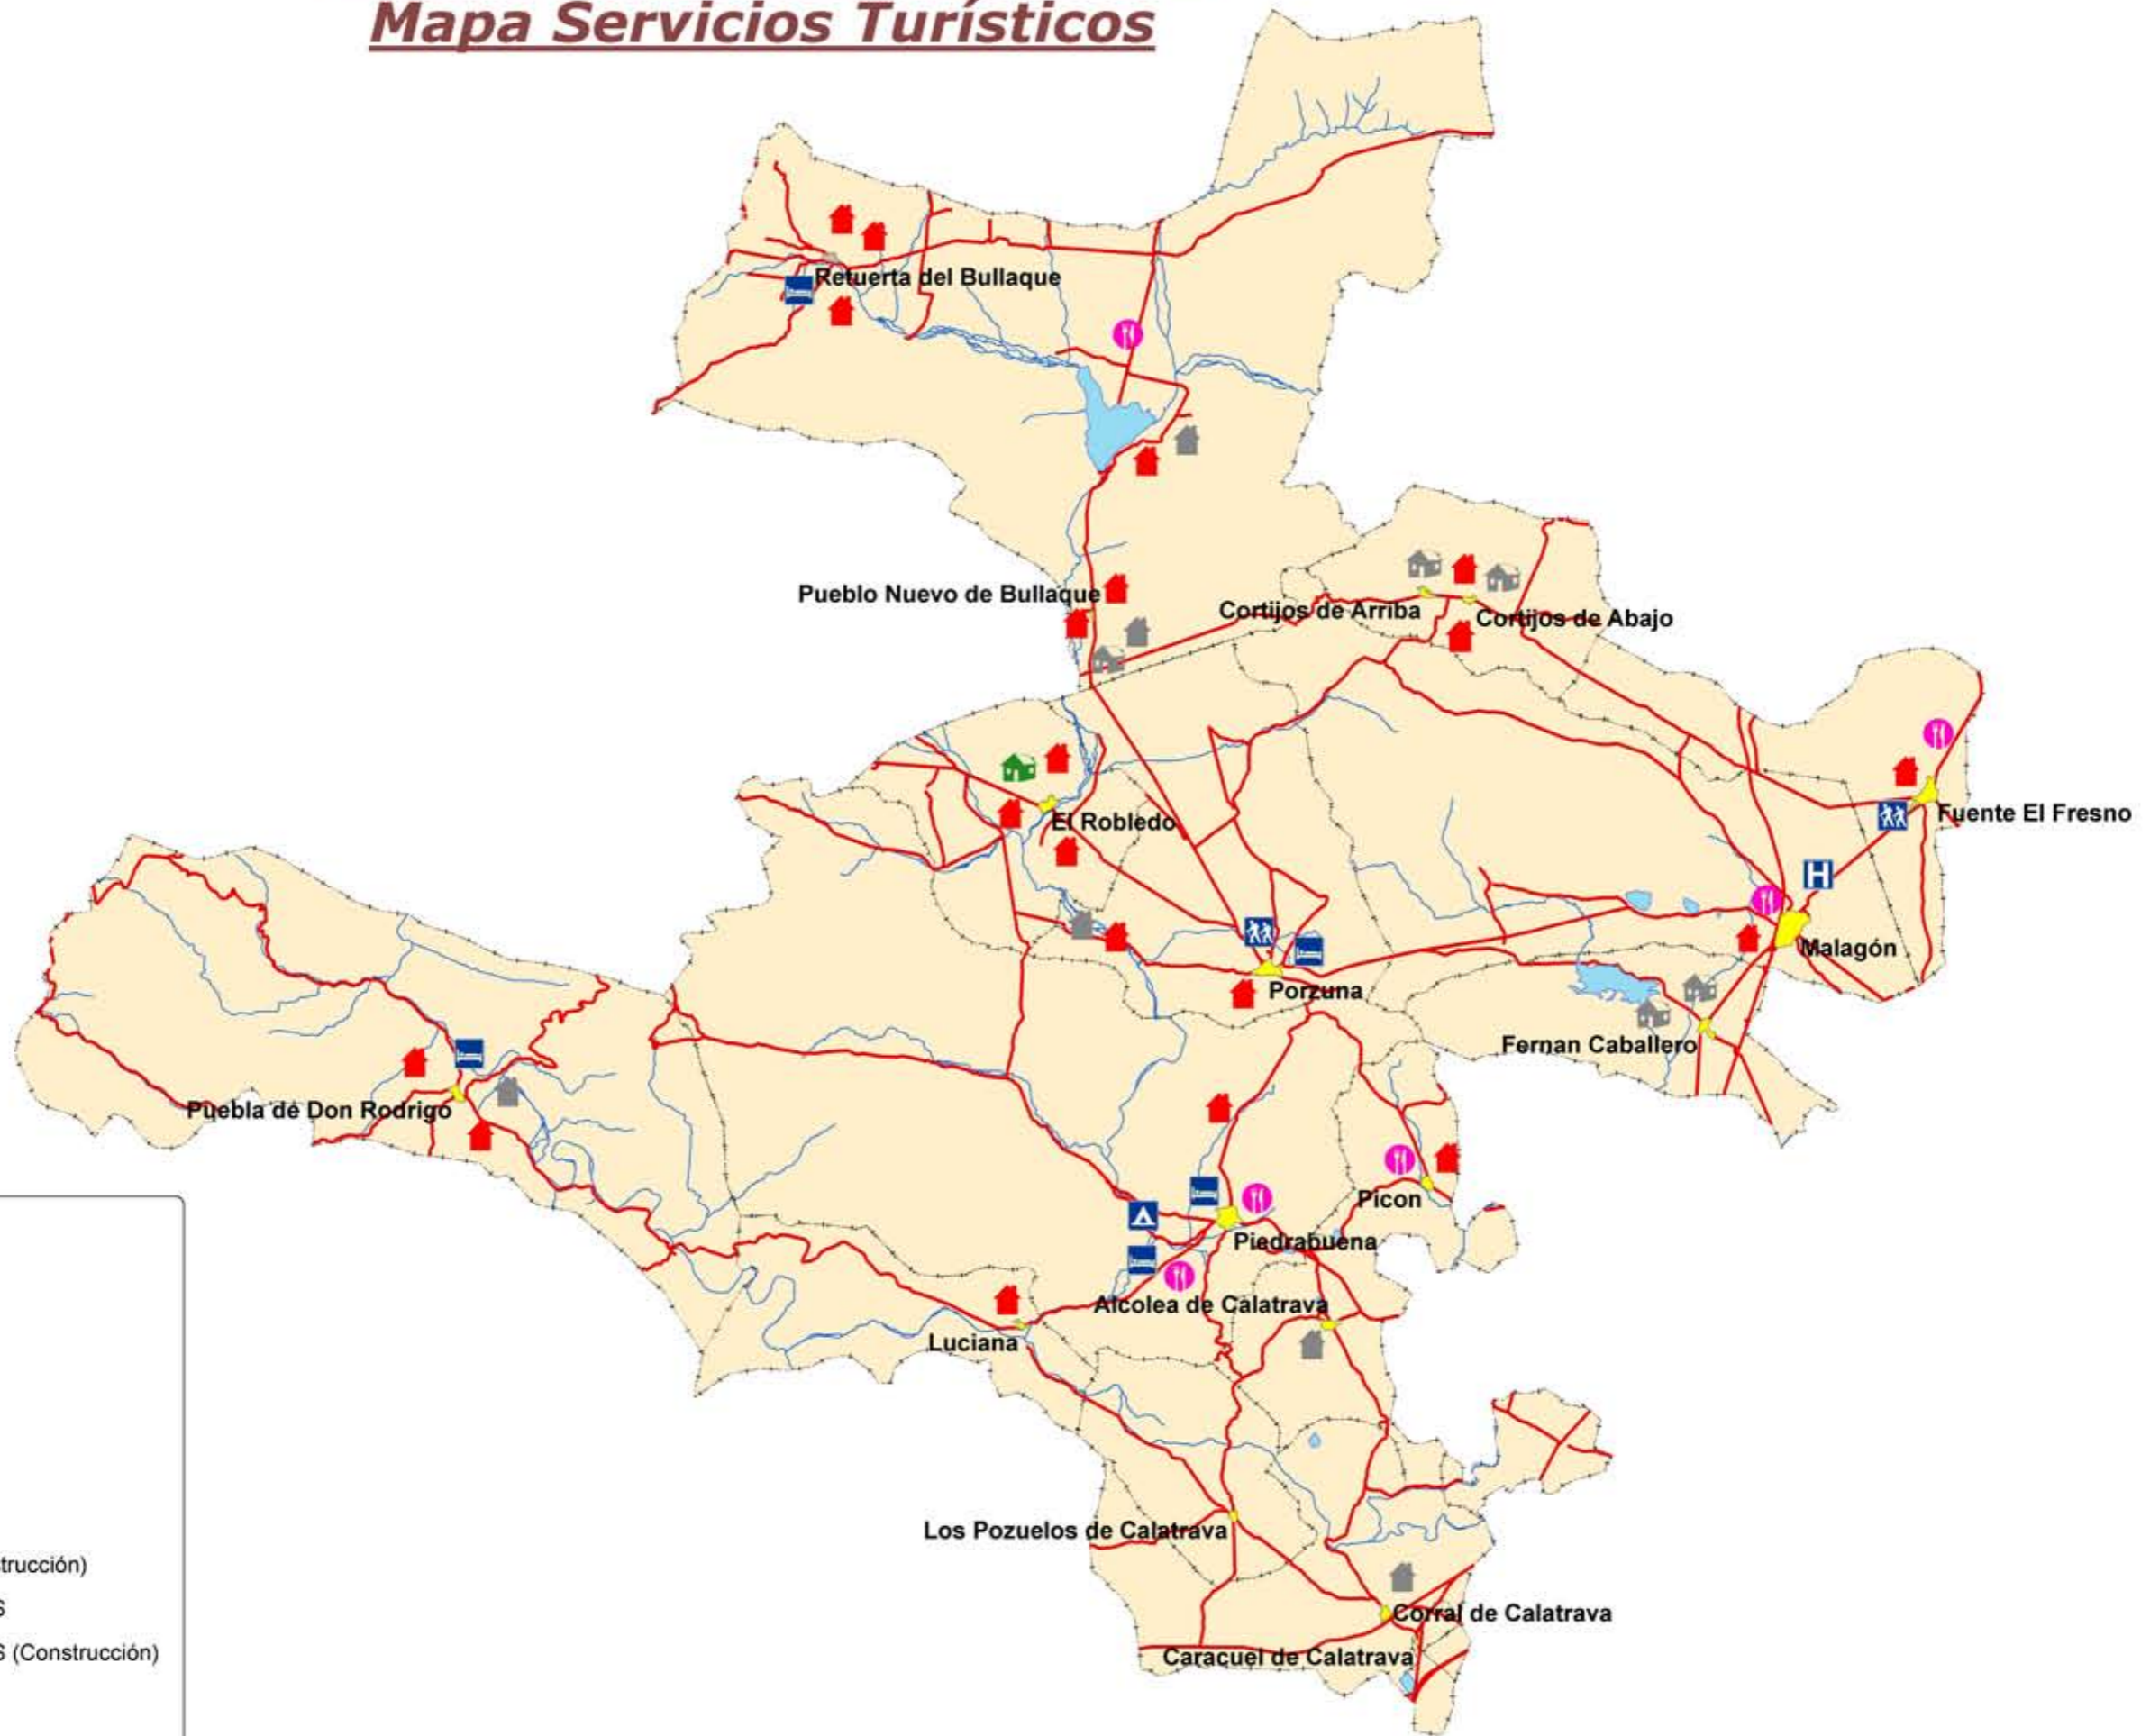 Mapa Servicios Turísticos
Retuerta del Bullaque
Pueblo Nuevo de Bullaque
Cortijos de Arriba
Cortijos de Abajo
El Robledo
Fuente El Fresno
H
Malagón
Porzuna
Fernan Caballero
Puebla de Don Rodrigo
Picon
Piedrabuena
Alcolea de Calatrava
Luciana
Los Pozuelos de Calatrava
Corral de Calatrava
Caracuel de Calatrava
trucción)
S
S (Construcción)